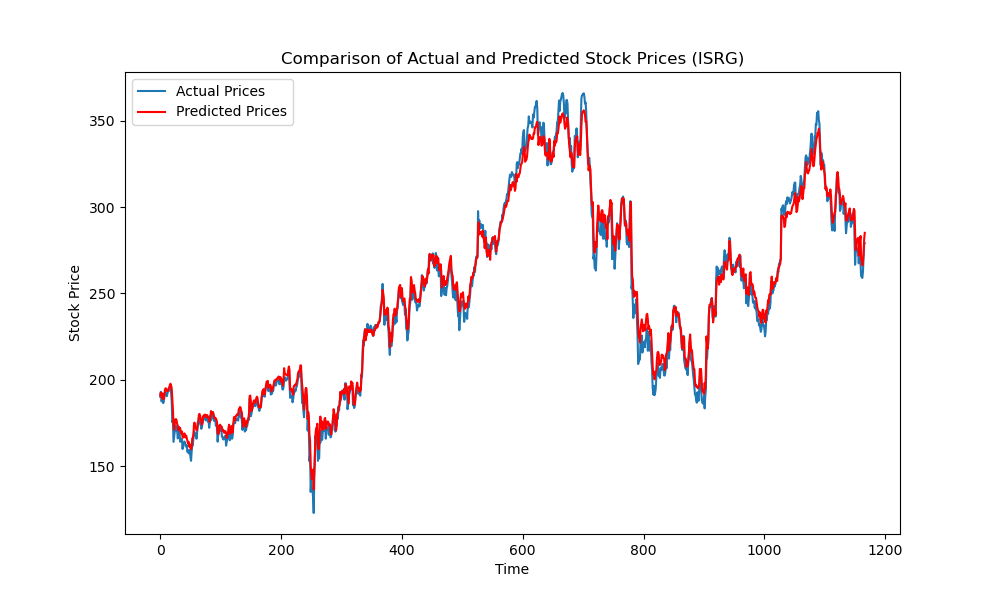 Comparison of Actual and Predicted Stock Prices (ISRG)
Actual Prices
Predicted Prices
Stock Price
350
300
250
200
150
0 200 400 600 800 1000 1200
Time